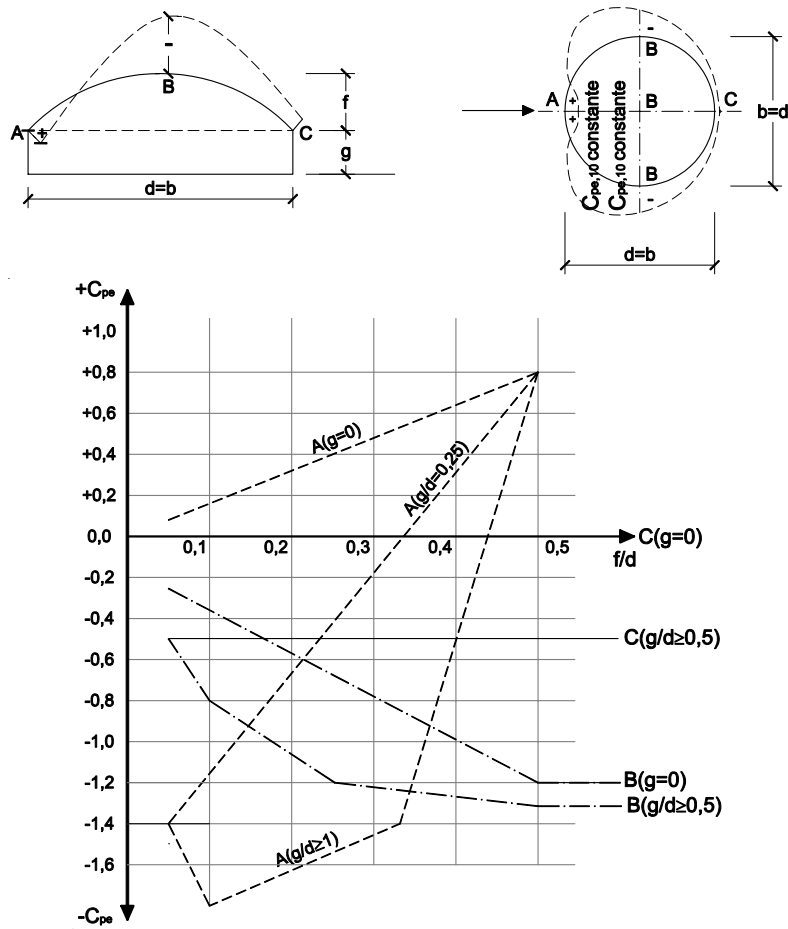 -
B
f
A
+
C
g
d=b
-
B
A
+
B
C
b=d
+
Cpe,10 constante
Cpe,10 constante
B
-
d=b
+Cpe
+1,0
+0,8
+0,6
A(g=0)
+0,4
A(g/d=0,25)
+0,2
0,0
0,1
0,2
0,3
0,4
0,5
C(g=0)
f/d
-0,2
-0,4
-0,6
C(g/d≥0,5)
-0,8
-1,0
-1,2
B(g=0)
B(g/d≥0,5)
-1,4
A(g/d≥1)
-1,6
-Cpe